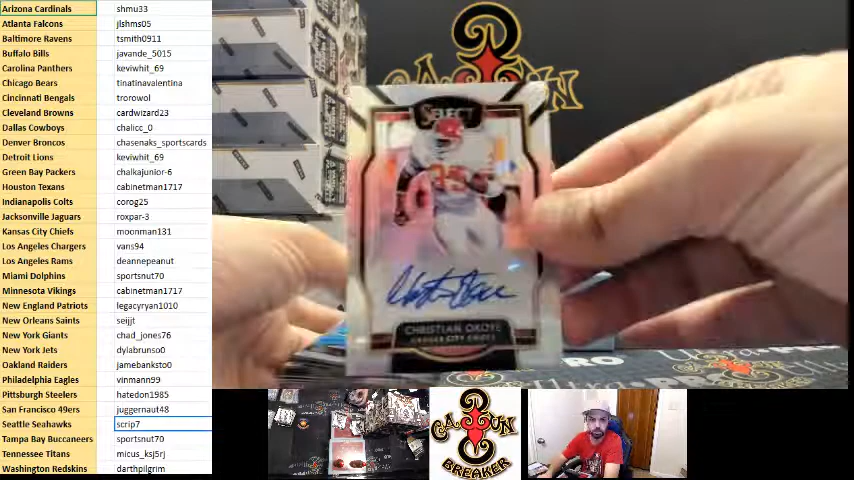 Arizona Cardinals shmu33
Atlanta Falcons jlshms05
Baltimore Ravens tsmith0911
Buffalo Bills javande_5015
Carolina Panthers keviwhit_69
Chicago Bears tinatinavalentina
Cincinnati Bengals trorowol
Cleveland Browns cardwizard23
Dallas Cowboys chalicc_0
Denver Broncos chasenaks_sportscards
Detroit Lions keviwhit_69
Green Bay Packers chalkajunior-6
Houston Texans cabinetman1717
Indianapolis Colts corog25
Jacksonville Jaguars roxpar-3
Kansas City Chiefs moonman131
Los Angeles Chargers vans94
Los Angeles Rams deannepeanut
Miami Dolphins sportsnut70
Minnesota Vikings cabinetman1717
New England Patriots legacyryan1010
New Orleans Saints seijjt
New York Giants chad_jones76
New York Jets dylabrunso0
Oakland Raiders jamebanksto0
Philadelphia Eagles vinmann99
Pittsburgh Steelers hatedon1985
San Francisco 49ers juggernaut48
Seattle Seahawks scrip7
Tampa Bay Buccaneers sportsnut70
Tennessee Titans micus_ksj5rj
Washington Redskins darthpilgrim
SELECT
35
CHRISTIAN OKOYE
KANSAS CITY CHIEFS
CAJUN
BREAKER